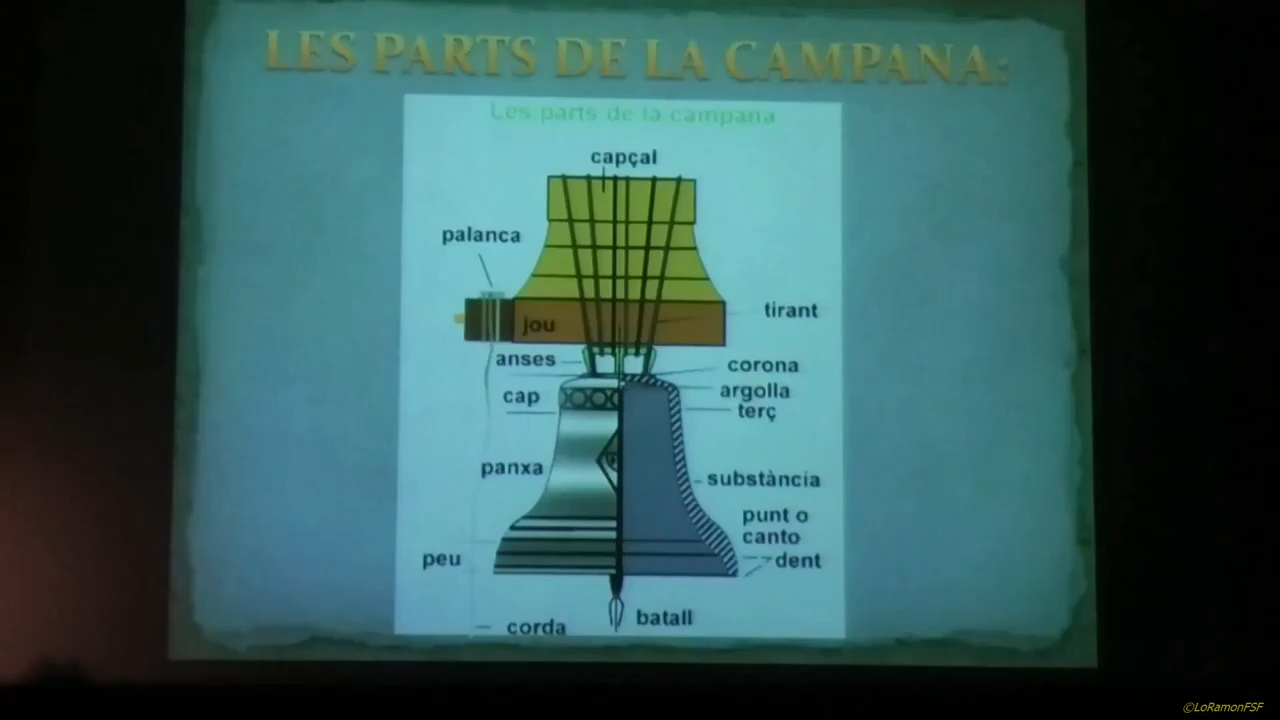 LES PARTS DE LA CAMPANA:
Les parts de la campana
capçal
palanca
tirant
jou
anses
corona
cap
argolla
terç
panxa
substància
punt o
canto
peu
dent
batall
corda
©LoRamonFSF